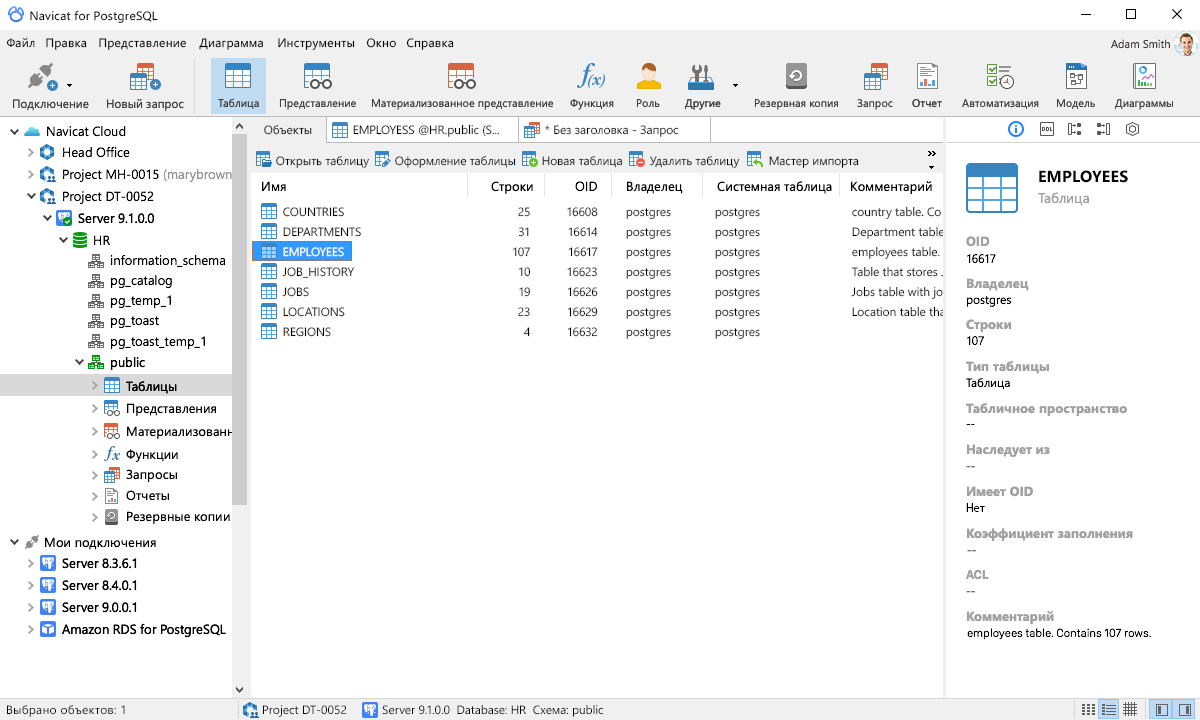 Navicat for PostgreSQL
Файл Правка Представление Диаграмма Инструменты Окно Справка Adam Smith
Подключение Новый запрос Таблица Представление Материализованное представление Функция Роль Другие Резервная копия Запрос Отчет Автоматизация Модель Диаграммы
Navicat Cloud
Head Office
Project MH-0015 (marybrown
Project DT-0052
Server 9.1.0.0
HR
information_schema
pg_catalog
pg_temp_1
pg_toast
pg_toast_temp_1
public
Таблицы
Представления
Материализованн
Функции
Запросы
Отчеты
Резервные копии
Мои подключения
Server 8.3.6.1
Server 8.4.0.1
Server 9.0.0.1
Amazon RDS for PostgreSQL
Объекты EMPLOYESS @HR.public (S... * Без заголовка - Запрос
Открыть таблицу Оформление таблицы Новая таблица Удалить таблицу Мастер импорта »
Имя Строки OID Владелец Системная таблица Комментарий
COUNTRIES 25 16608 postgres postgres country table. Co
DEPARTMENTS 31 16614 postgres postgres Department table
EMPLOYEES 107 16617 postgres postgres employees table.
JOB_HISTORY 10 16623 postgres postgres Table that stores .
JOBS 19 16626 postgres postgres Jobs table with jo
LOCATIONS 23 16629 postgres postgres Location table tha
REGIONS 4 16632 postgres postgres
DDL
EMPLOYEES
Таблица
OID
16617
Владелец
postgres
Строки
107
Тип таблицы
Таблица
Табличное пространство
--
Наследует из
--
Имеет OID
Нет
Коэффициент заполнения
--
ACL
--
Комментарий
employees table. Contains 107 rows.
Выбрано объектов: 1 Project DT-0052 Server 9.1.0.0 Database: HR Схема: public